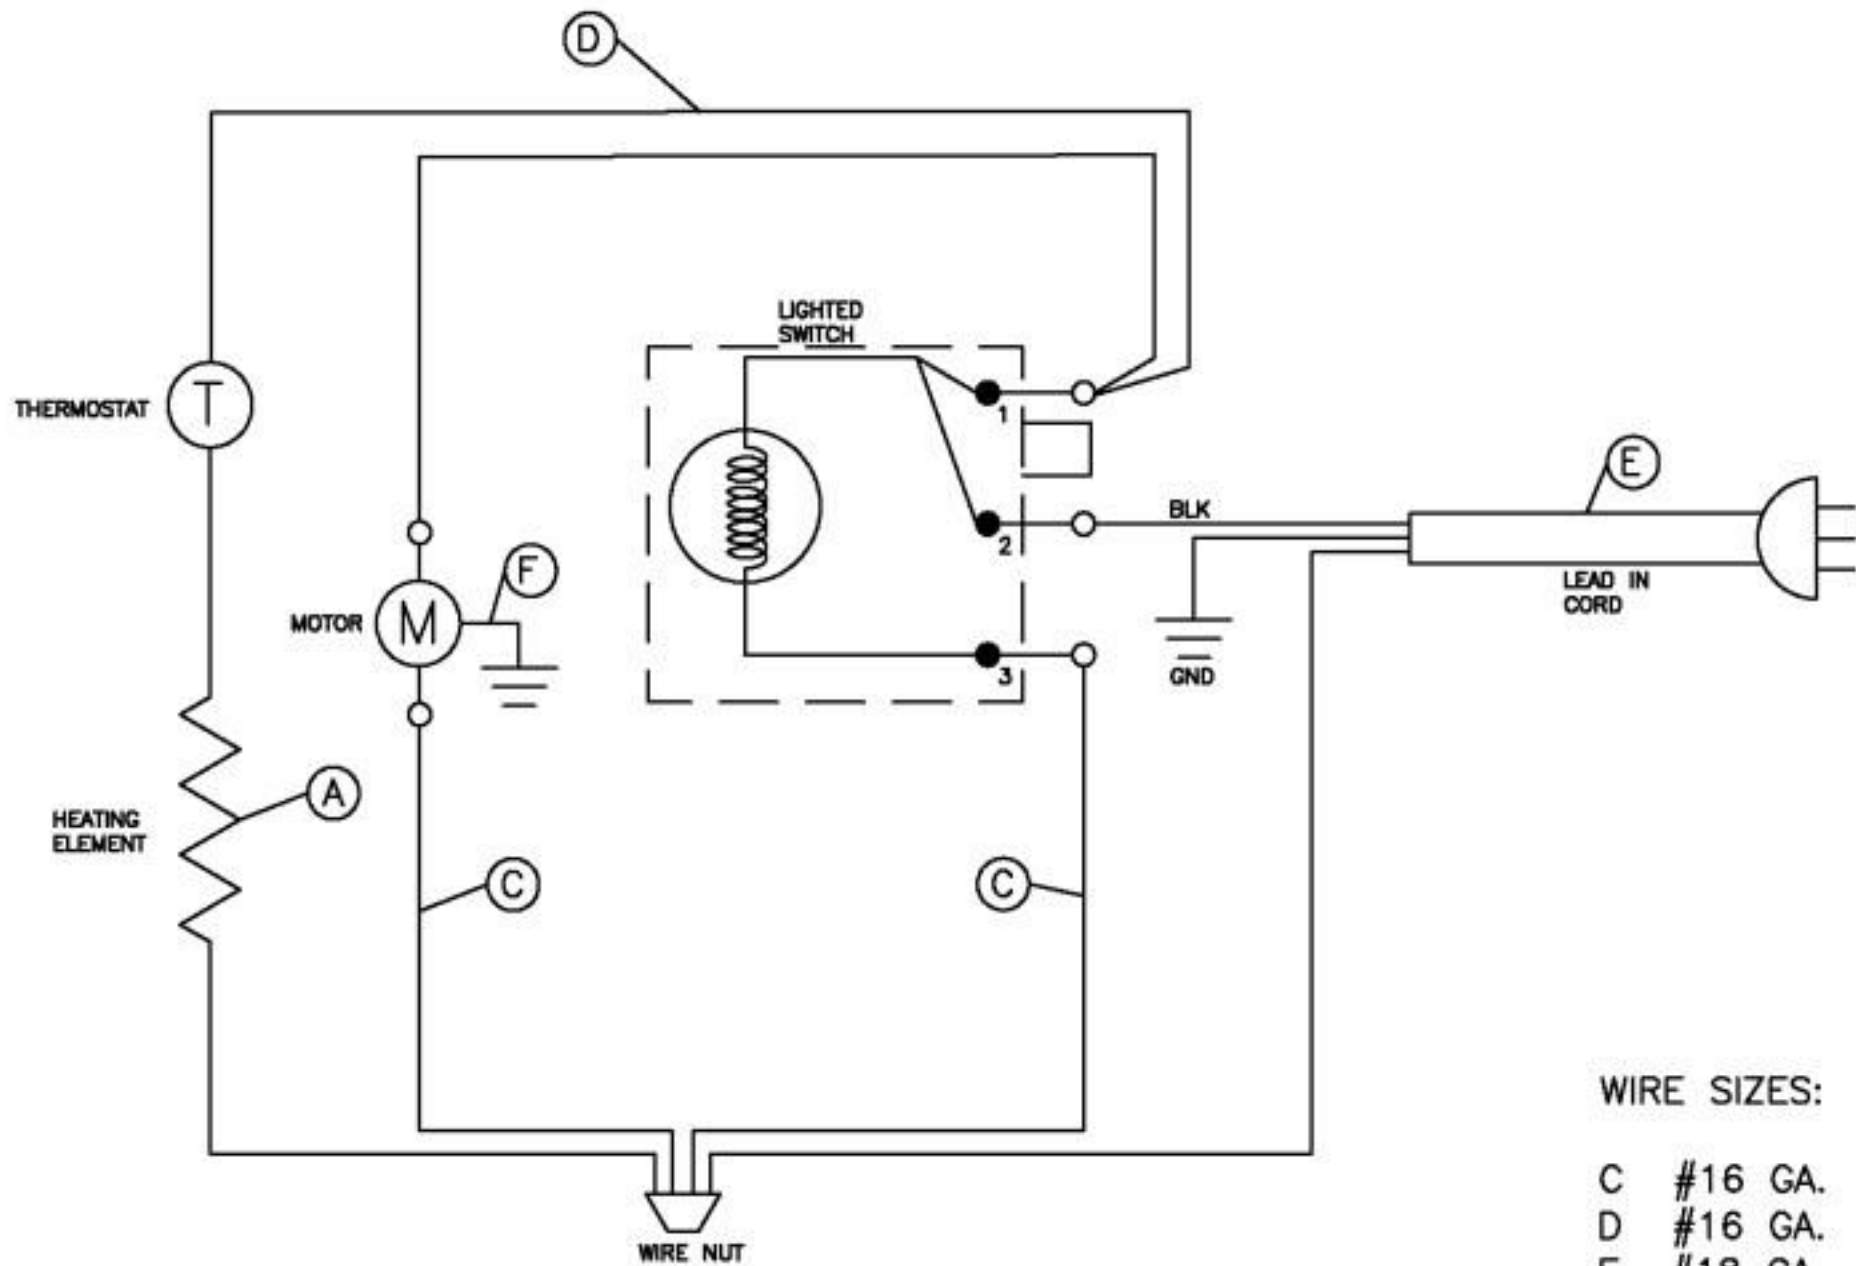 D
LIGHTED
SWITCH
THERMOSTAT
T
1
E
BLK
2
F
LEAD IN
CORD
MOTOR
M
3
GND
A
HEATING
ELEMENT
C
C
WIRE SIZES:
C #16 GA.
D #16 GA.
WIRE NUT